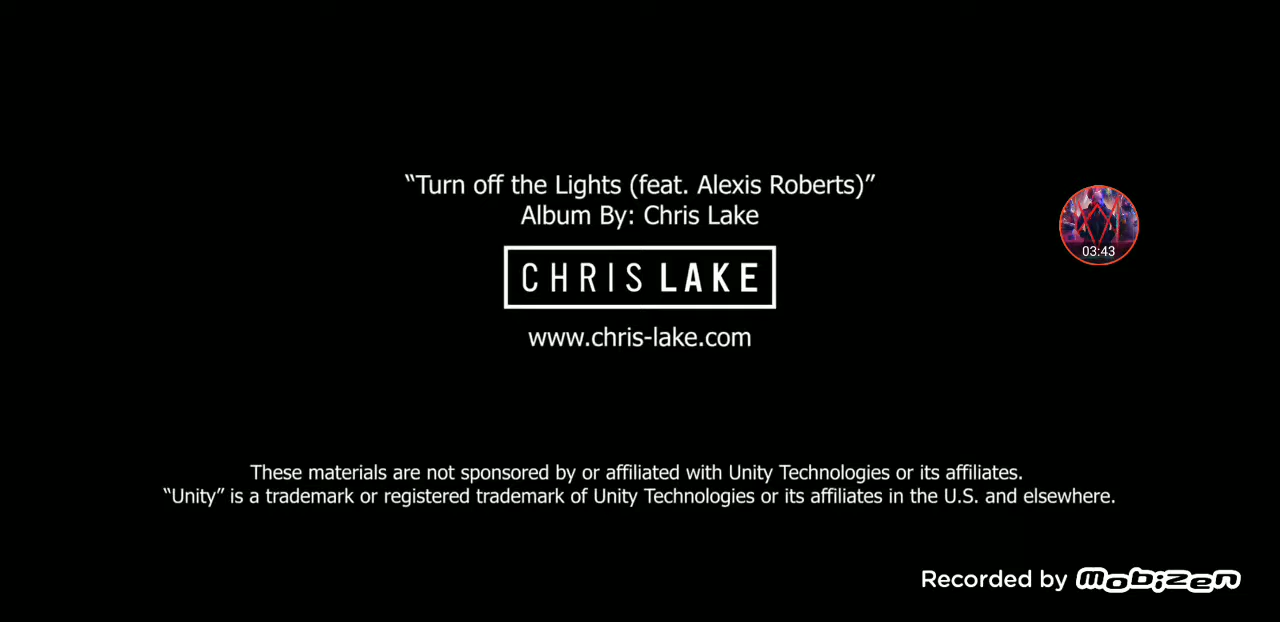 “Turn off the Lights (feat. Alexis Roberts)”
Album By: Chris Lake
CHRIS LAKE
03:43
www.chris-lake.com
These materials are not sponsored by or affiliated with Unity Technologies or its affiliates.
“Unity” is a trademark or registered trademark of Unity Technologies or its affiliates in the U.S. and elsewhere.
Recorded by Mobizen